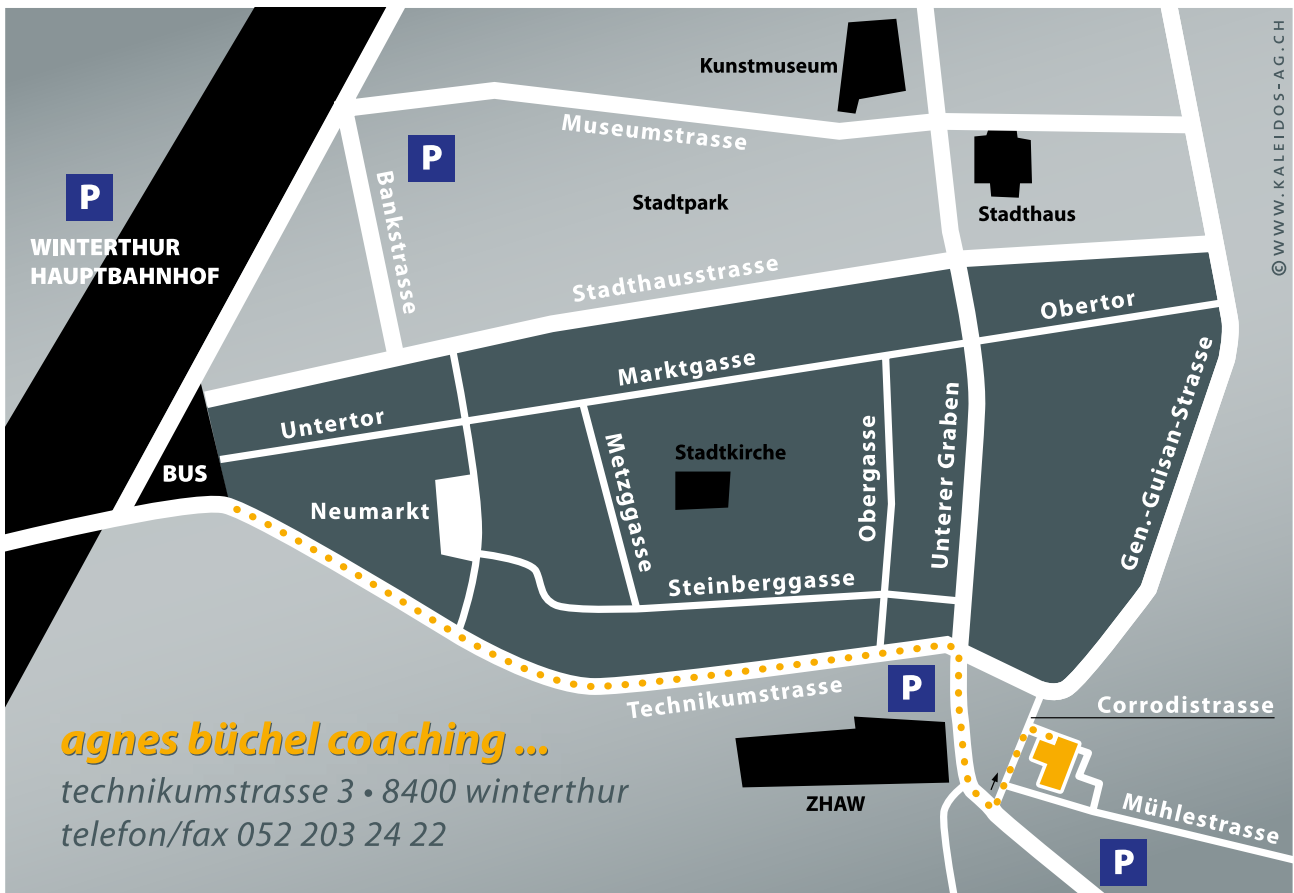 Kunstmuseum
© WWW.KALEIDOS-AG.CH
Museumstrasse
P
P
WINTERTHUR
HAUPTBAHNHOF
Bankstrasse
Stadtpark
Stadthaus
Stadthausstrasse
Obertor
Marktgasse
Untertor
Gen.-Guisan-Strasse
Unterer Graben
Obergasse
Metzggasse
Stadtkirche
BUS
Neumarkt
Steinberggasse
Technikumstrasse
P
Corrodistrasse
ZHAW
Mühlestrasse
P
agnes büchel coaching ...
technikumstrasse 3 • 8400 winterthur
telefon/fax 052 203 24 22